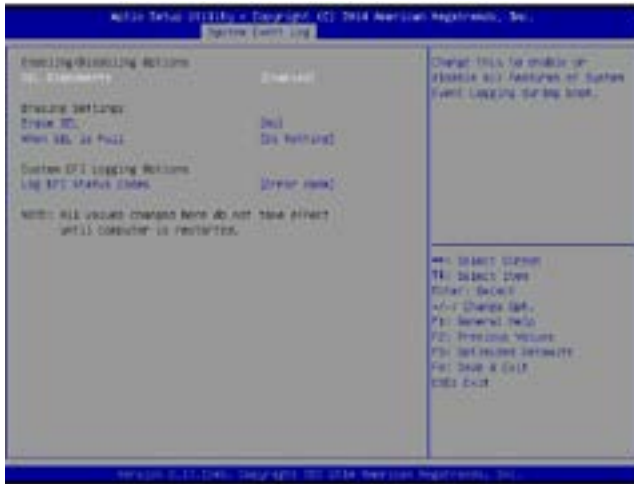 Aptio Setup Utility - Copyright (C) 2014 American Megatrends, Inc.
System Event Log
Enabling/Disabling Options
SEL Components [Enabled]
Erasing Settings
Erase SEL [No]
When SEL is Full [Do Nothing]
Custom EFI Logging Options
Log EFI Status Codes [Error code]
NOTE: All values changed here do not take effect
until computer is restarted.
Change this to enable or
disable all features of System
Event Logging during boot.
Select Screen
Select Item
Enter: Select
+/-: Change Opt.
F1: General Help
F2: Previous Values
F3: Optimized Defaults
F4: Save & Exit
ESC: Exit
Copyright (C) 2014 American Megatrends, Inc.